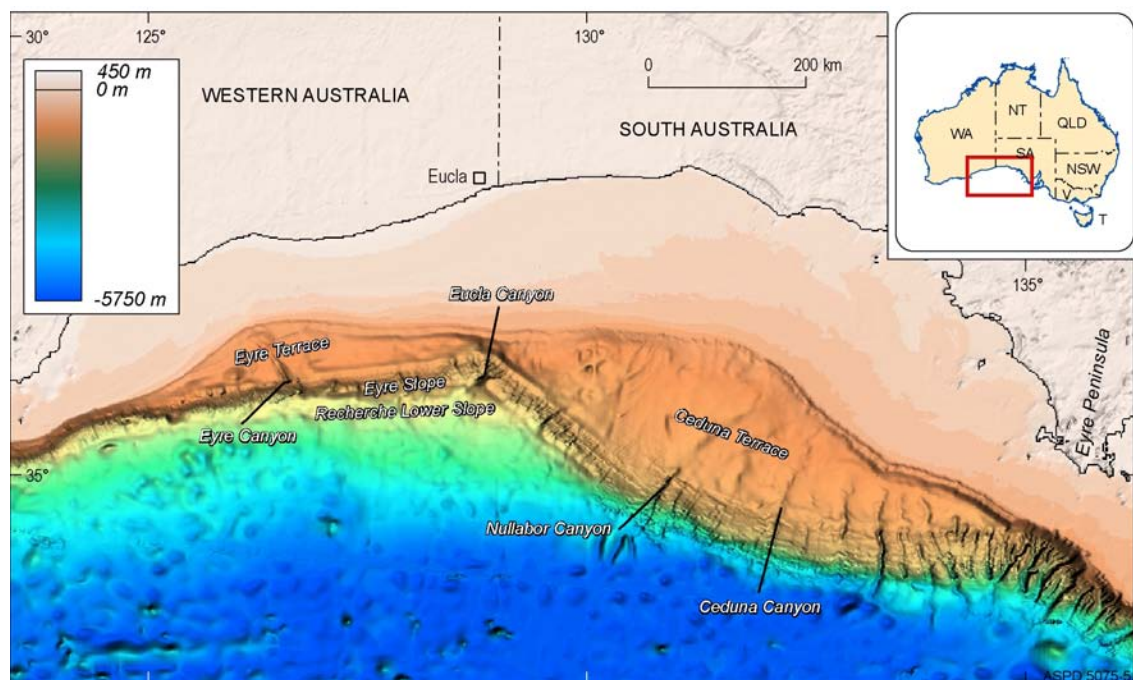 30°
125°
130°
450 m
0 m
-5750 m
0
200 km
WESTERN AUSTRALIA
SOUTH AUSTRALIA
Eucla
WA
NT
QLD
SA
NSW
V
T
135°
Eucla Canyon
Eyre Terrace
Eyre Slope
Recherche Lower Slope
Eyre Canyon
Ceduna Terrace
Eyre Peninsula
35°
Nullabor Canyon
Ceduna Canyon
ASPD 5075-5